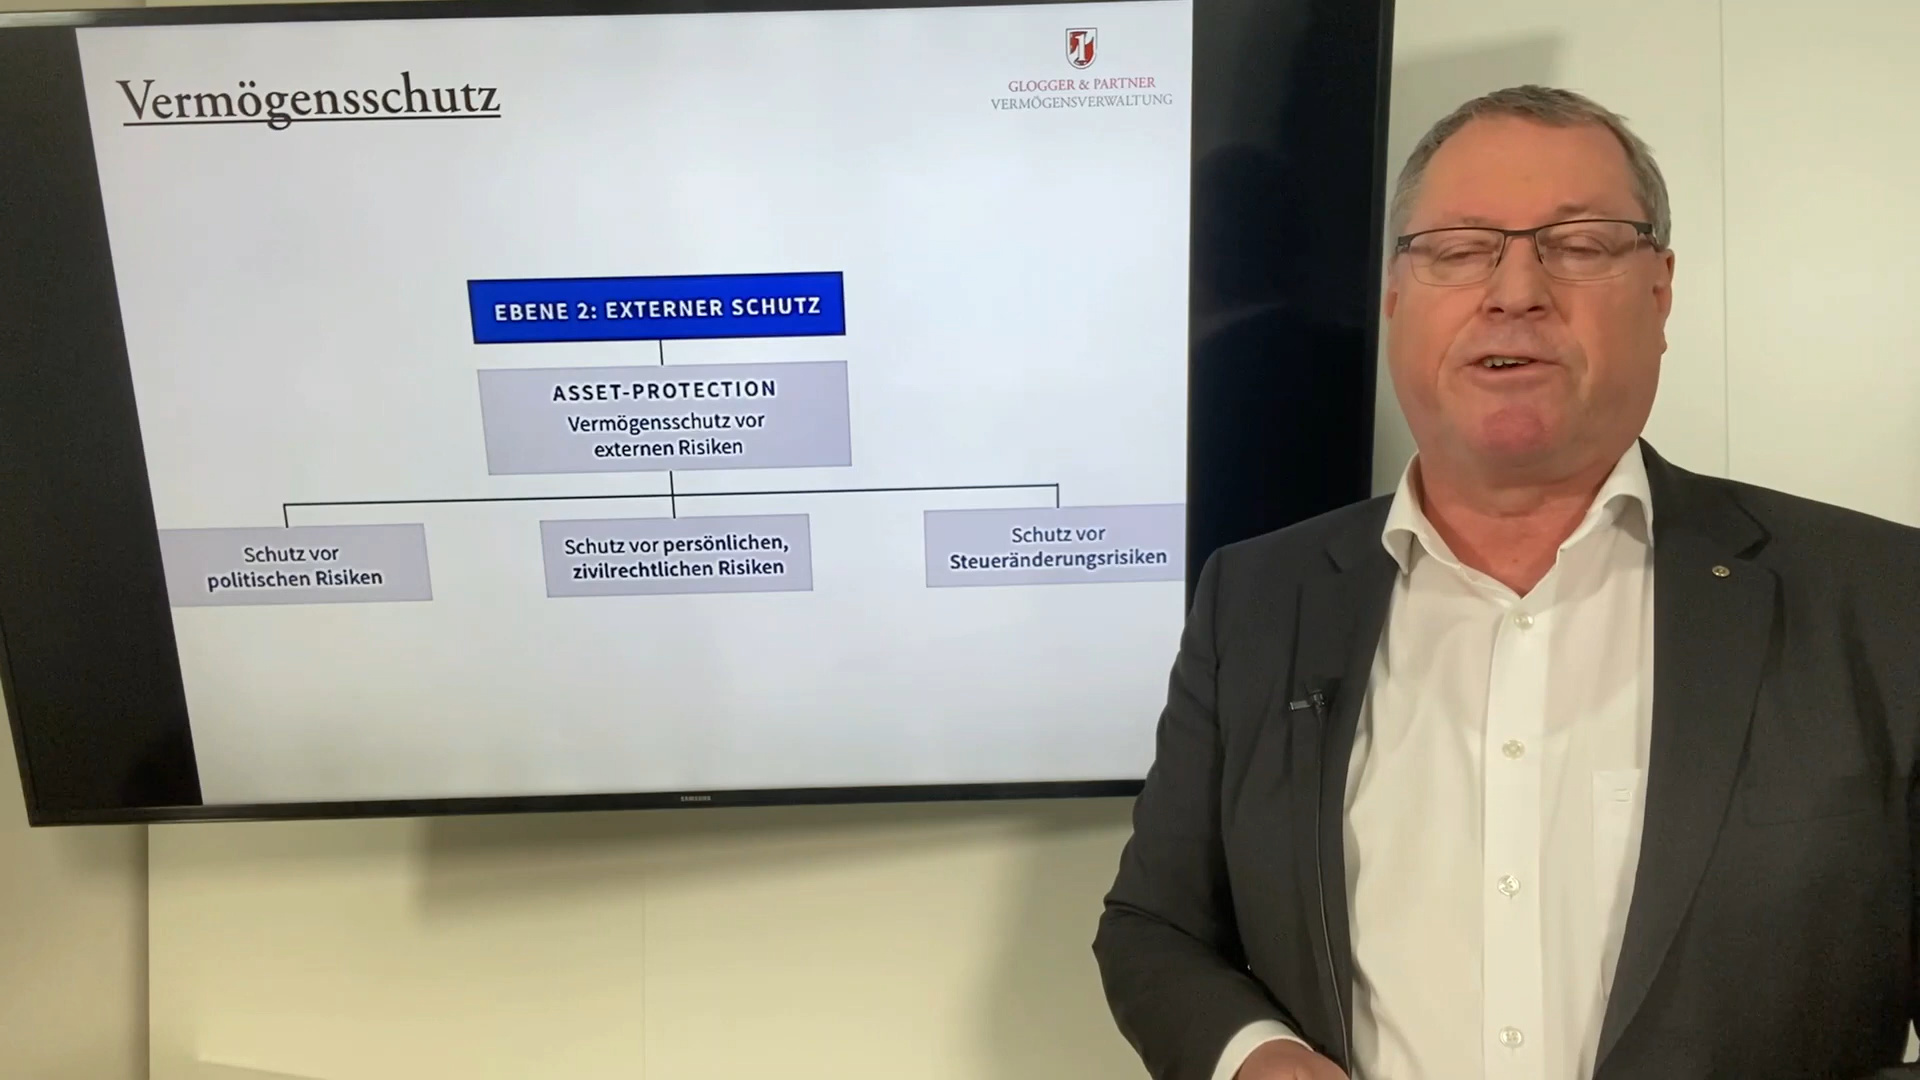 Vermögensschutz
GLOGGER & PARTNER
VERMÖGENSVERWALTUNG
EBENE 2: EXTERNER SCHUTZ
ASSET-PROTECTION
Vermögensschutz vor
externen Risiken
Schutz vor
politischen Risiken
Schutz vor persönlichen,
zivilrechtlichen Risiken
Schutz vor
Steueränderungsrisiken
SAMSUNG